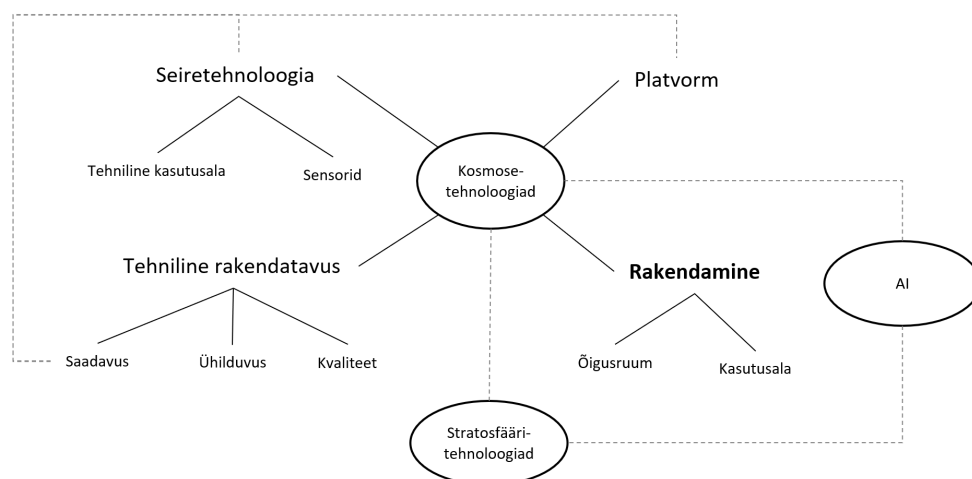 Seiretehnoloogia
Platvorm
Tehniline kasutusala
Sensorid
Kosmose-
tehnoloogiad
Tehniline rakendatavus
Rakendamine
AI
Saadavus
Ühilduvus
Kvaliteet
Õigusruum
Kasutusala
Stratosfääri-
tehnoloogiad